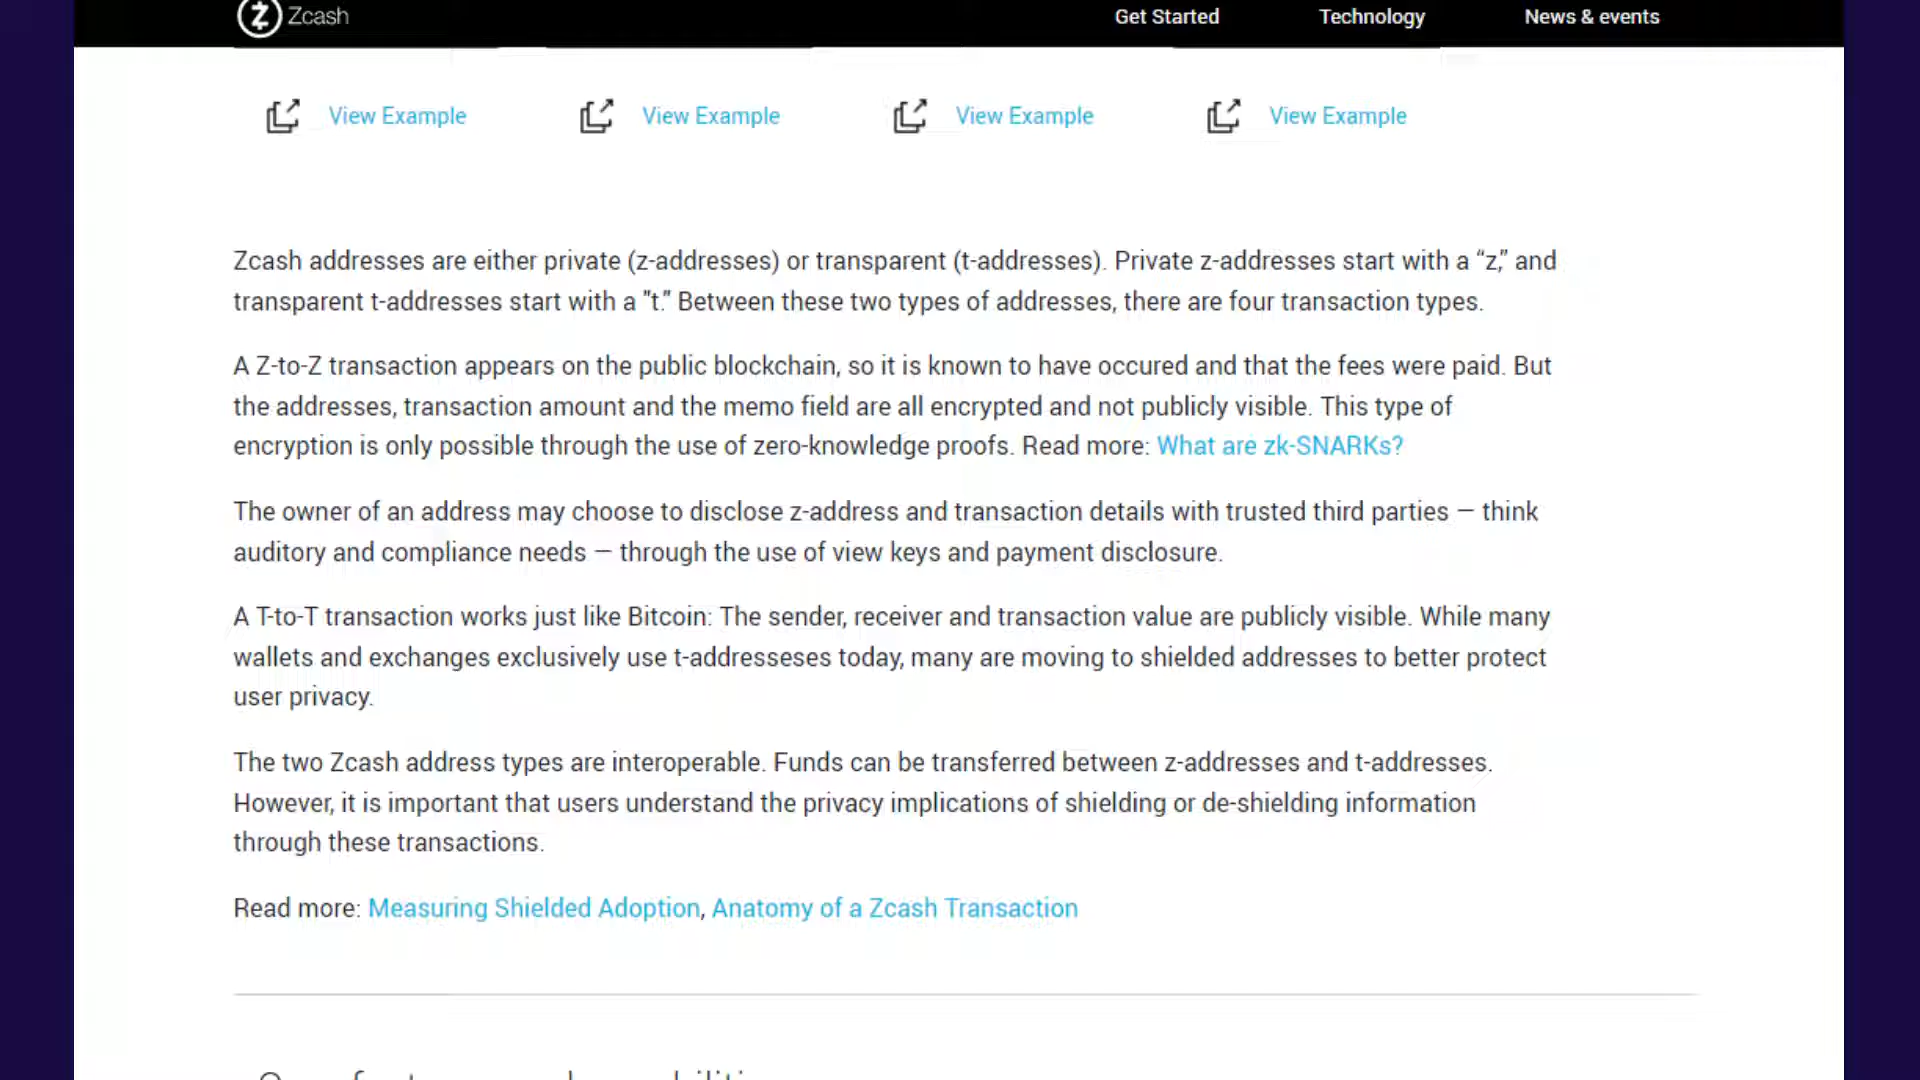 Zcash
Get Started
Technology
News & events
View Example
View Example
View Example
View Example
Zcash addresses are either private (z-addresses) or transparent (t-addresses). Private z-addresses start with a “z,” and
transparent t-addresses start with a "t." Between these two types of addresses, there are four transaction types.
A Z-to-Z transaction appears on the public blockchain, so it is known to have occured and that the fees were paid. But
the addresses, transaction amount and the memo field are all encrypted and not publicly visible. This type of
encryption is only possible through the use of zero-knowledge proofs. Read more: What are zk-SNARKs?
The owner of an address may choose to disclose z-address and transaction details with trusted third parties — think
auditory and compliance needs — through the use of view keys and payment disclosure.
A T-to-T transaction works just like Bitcoin: The sender, receiver and transaction value are publicly visible. While many
wallets and exchanges exclusively use t-addresseses today, many are moving to shielded addresses to better protect
user privacy.
The two Zcash address types are interoperable. Funds can be transferred between z-addresses and t-addresses.
However, it is important that users understand the privacy implications of shielding or de-shielding information
through these transactions.
Read more: Measuring Shielded Adoption, Anatomy of a Zcash Transaction